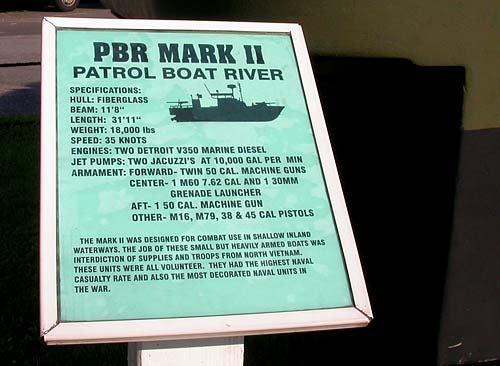 PBR MARK II
PATROL BOAT RIVER
SPECIFICATIONS:
HULL: FIBERGLASS
BEAM: 11'8"
LENGTH: 31'11"
WEIGHT: 18,000 lbs
SPEED: 35 KNOTS
ENGINES: TWO DETROIT V350 MARINE DIESEL
JET PUMPS: TWO JACUZZI'S AT 10,000 GAL PER MIN
ARMAMENT: FORWARD- TWIN 50 CAL. MACHINE GUNS
CENTER- 1 M60 7.62 CAL AND 1 30MM
GRENADE LAUNCHER
AFT- 1 50 CAL. MACHINE GUN
OTHER- M16, M79, 38 & 45 CAL PISTOLS
THE MARK II WAS DESIGNED FOR COMBAT USE IN SHALLOW INLAND
WATERWAYS. THE JOB OF THESE SMALL BUT HEAVILY ARMED BOATS WAS
INTERDICTION OF SUPPLIES AND TROOPS FROM NORTH VIETNAM.
THESE UNITS WERE ALL VOLUNTEER. THEY HAD THE HIGHEST NAVAL
CASUALTY RATE AND ALSO THE MOST DECORATED NAVAL UNITS IN
THE WAR.